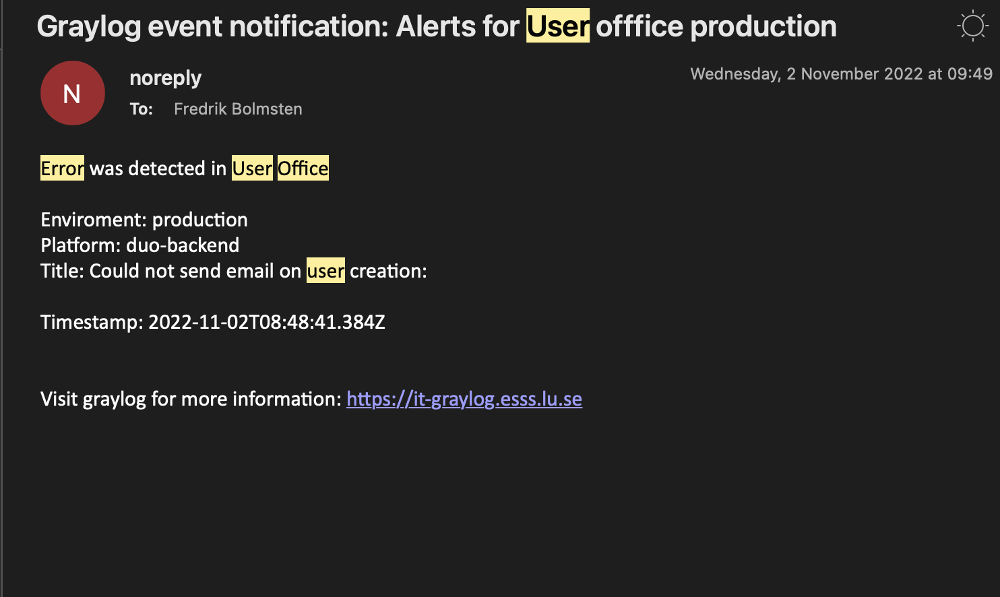 Graylog event notification: Alerts for User offfice production
N
noreply
Wednesday, 2 November 2022 at 09:49
To: Fredrik Bolmsten
Error was detected in User Office
Enviroment: production
Platform: duo-backend
Title: Could not send email on user creation:
Timestamp: 2022-11-02T08:48:41.384Z
Visit graylog for more information: https://it-graylog.esss.lu.se